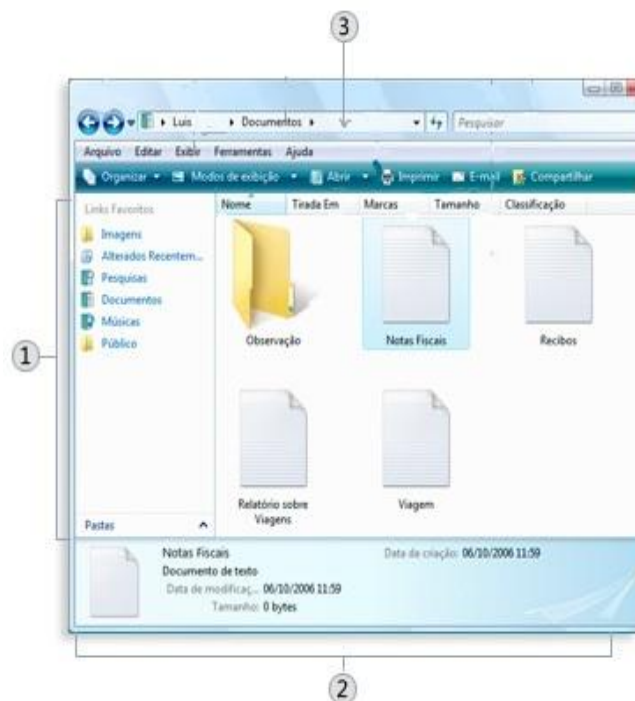 3
Luis Documentos
Pesquisar
Arquivo Editar Exibir Ferramentas Ajuda
Organizar Modos de exibição Abrir Imprimir E-mail Compartilhar
Links Favoritos
Nome Tirada Em Marcas Tamanho Classificação
Imagens
Alterados Recentem...
Pesquisas
Documentos
Músicas
Público
1
Observação
Notas Fiscais
Recibos
Relatório sobre
Viagens
Viagem
Pastas
Notas Fiscais
Data de criação: 06/10/2006 11:59
Documento de texto
Data de modificaç... 06/10/2006 11:59
Tamanho: 0 bytes
2